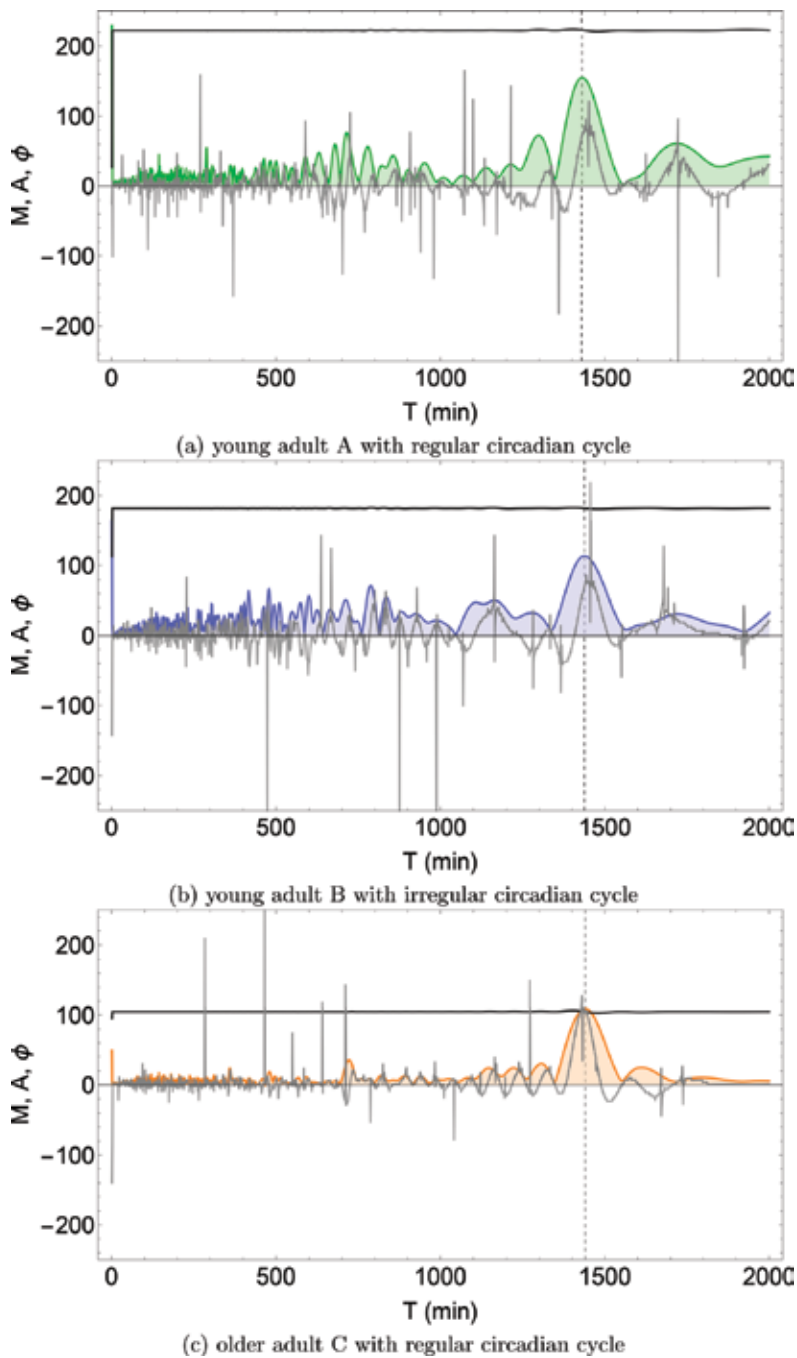 200
100
0
−100
−200
M, A, ϕ
0 500 1000 1500 2000
T (min)
(a) young adult A with regular circadian cycle
200
100
0
−100
−200
M, A, ϕ
0 500 1000 1500 2000
T (min)
(b) young adult B with irregular circadian cycle
200
100
0
−100
−200
M, A, ϕ
0 500 1000 1500 2000
T (min)
(c) older adult C with regular circadian cycle